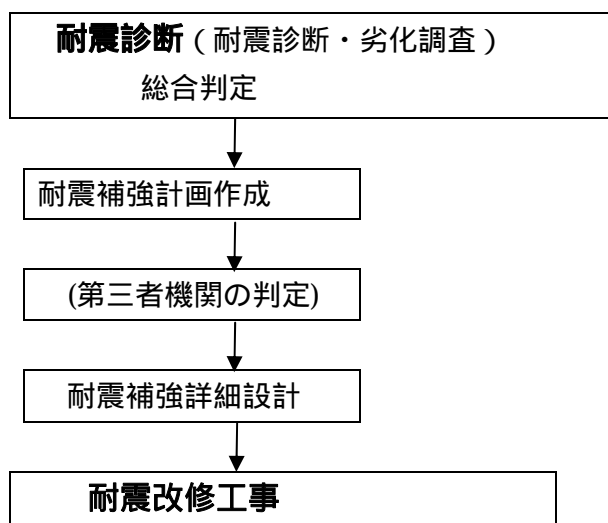 耐震診断（耐震診断・劣化調査）
総合判定
耐震補強計画作成
(第三者機関の判定)
耐震補強詳細設計
耐震改修工事